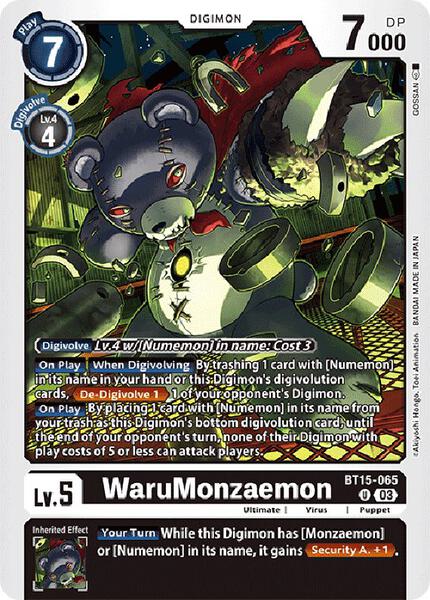 DIGIMON
Play
7
7000 DP
Digivolve
Lv.4
4
GOSSAN
BANDAI MADE IN JAPAN
©Akiyoshi Hongo, Toei Animation
Digivolve Lv.4 w/[Numemon] in name: Cost 3
On Play When Digivolving By trashing 1 card with [Numemon]
in its name in your hand or this Digimon's digivolution
cards, De-Digivolve 1 1 of your opponent's Digimon.
On Play By placing 1 card with [Numemon] in its name from
your trash as this Digimon's bottom digivolution card, until
the end of your opponent's turn, none of their Digimon with
play costs of 5 or less can attack players.
Lv.5 WaruMonzaemon BT15-065
U 03
Ultimate | Virus | Puppet
Inherited Effect
Your Turn While this Digimon has [Monzaemon]
or [Numemon] in its name, it gains Security A. +1.